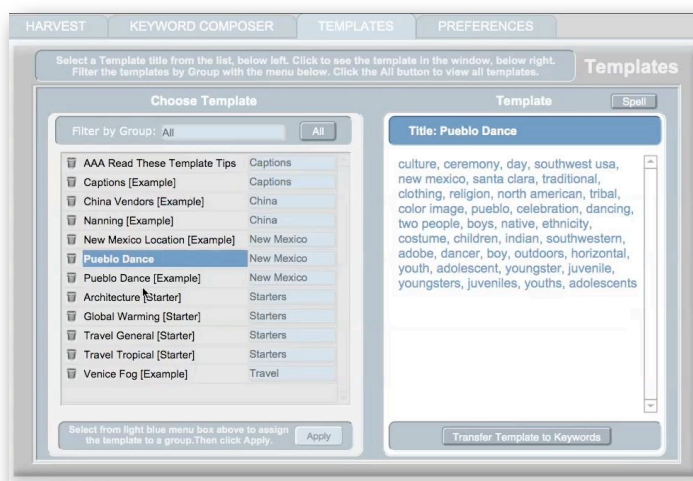 HARVEST
KEYWORD COMPOSER
TEMPLATES
PREFERENCES
Select a Template title from the list, below left. Click to see the template in the window, below right.
Filter the templates by Group with the menu below. Click the All button to view all templates.
Templates
Choose Template
Filter by Group: All
All
AAA Read These Template Tips Captions
Captions [Example] Captions
China Vendors [Example] China
Nanning [Example] China
New Mexico Location [Example] New Mexico
Pueblo Dance New Mexico
Pueblo Dance [Example] New Mexico
Architecture [Starter] Starters
Global Warming [Starter] Starters
Travel General [Starter] Starters
Travel Tropical [Starter] Starters
Venice Fog [Example] Travel
Select from light blue menu box above to assign
the template to a group.Then click Apply.
Apply
Template
Spell
Title: Pueblo Dance
culture, ceremony, day, southwest usa,
new mexico, santa clara, traditional,
clothing, religion, north american, tribal,
color image, pueblo, celebration, dancing,
two people, boys, native, ethnicity,
costume, children, indian, southwestern,
adobe, dancer, boy, outdoors, horizontal,
youth, adolescent, youngster, juvenile,
youngsters, juveniles, youths, adolescents
Transfer Template to Keywords